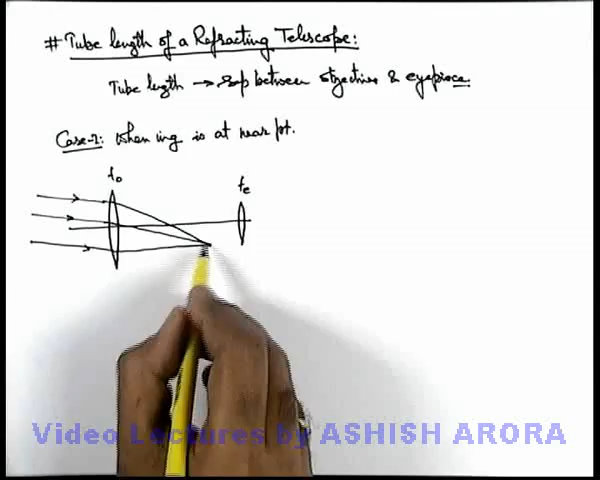 # Tube length of a Refracting Telescope:
Tube length → Sep between objective & eyepiece.
Case-1: When img is at near pt.
fo
fe
Video Lectures by ASHISH ARORA